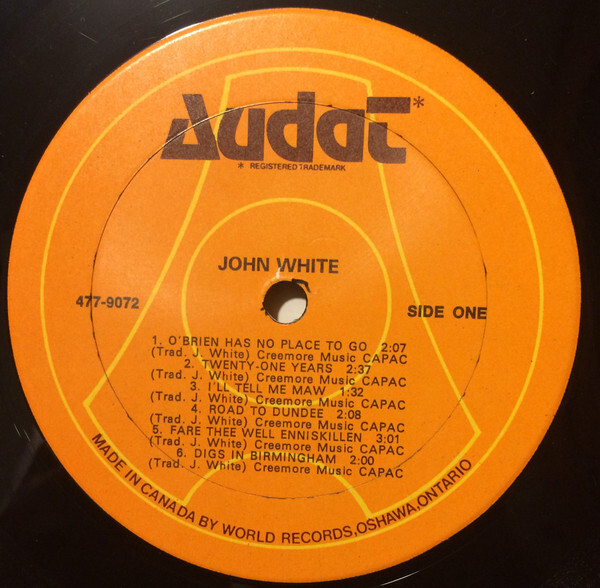 Audat*
* REGISTERED TRADEMARK
JOHN WHITE
477-9072
SIDE ONE
1. O'BRIEN HAS NO PLACE TO GO 2:07
(Trad. J. White) Creemore Music CAPAC
2. TWENTY-ONE YEARS 2:37
(Trad. J. White) Creemore Music CAPAC
3. I'LL TELL ME MAW 1:32
(Trad. J. White) Creemore Music CAPAC
4. ROAD TO DUNDEE 2:08
(Trad. J. White) Creemore Music CAPAC
5. FARE THEE WELL ENNISKILLEN 3:01
(Trad. J. White) Creemore Music CAPAC
6. DIGS IN BIRMINGHAM 2:00
(Trad. J. White) Creemore Music CAPAC
MADE IN CANADA BY WORLD RECORDS,OSHAWA,ONTARIO